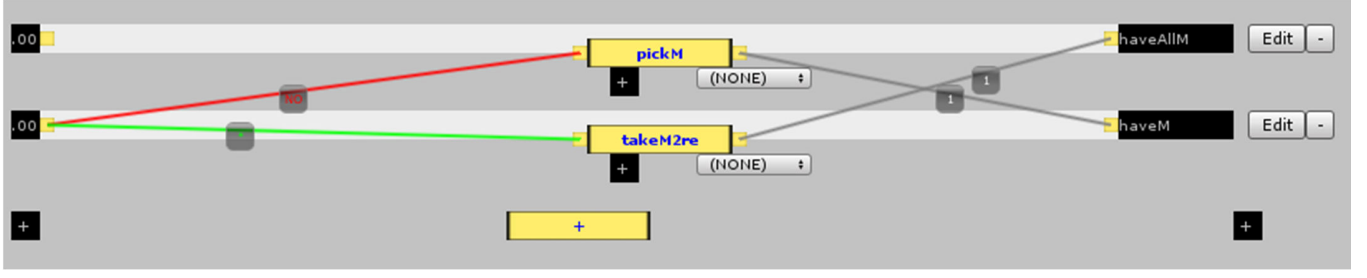 .00 haveAllM Edit -
pickM
+ (NONE)
1
NO 1
.00 haveM Edit -
takeM2re
+ (NONE)
+ + +